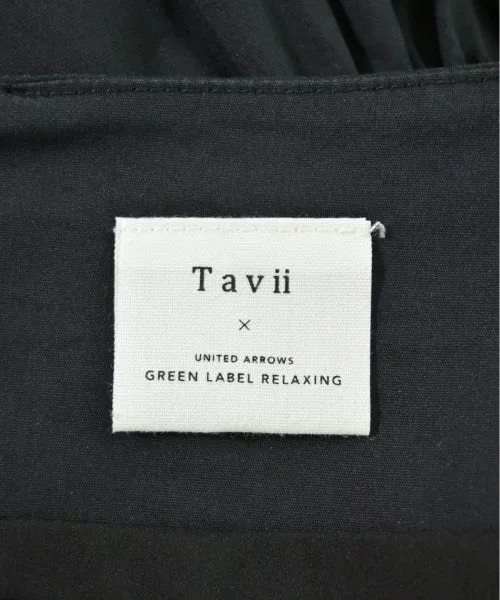 Tavii
×
UNITED ARROWS
GREEN LABEL RELAXING